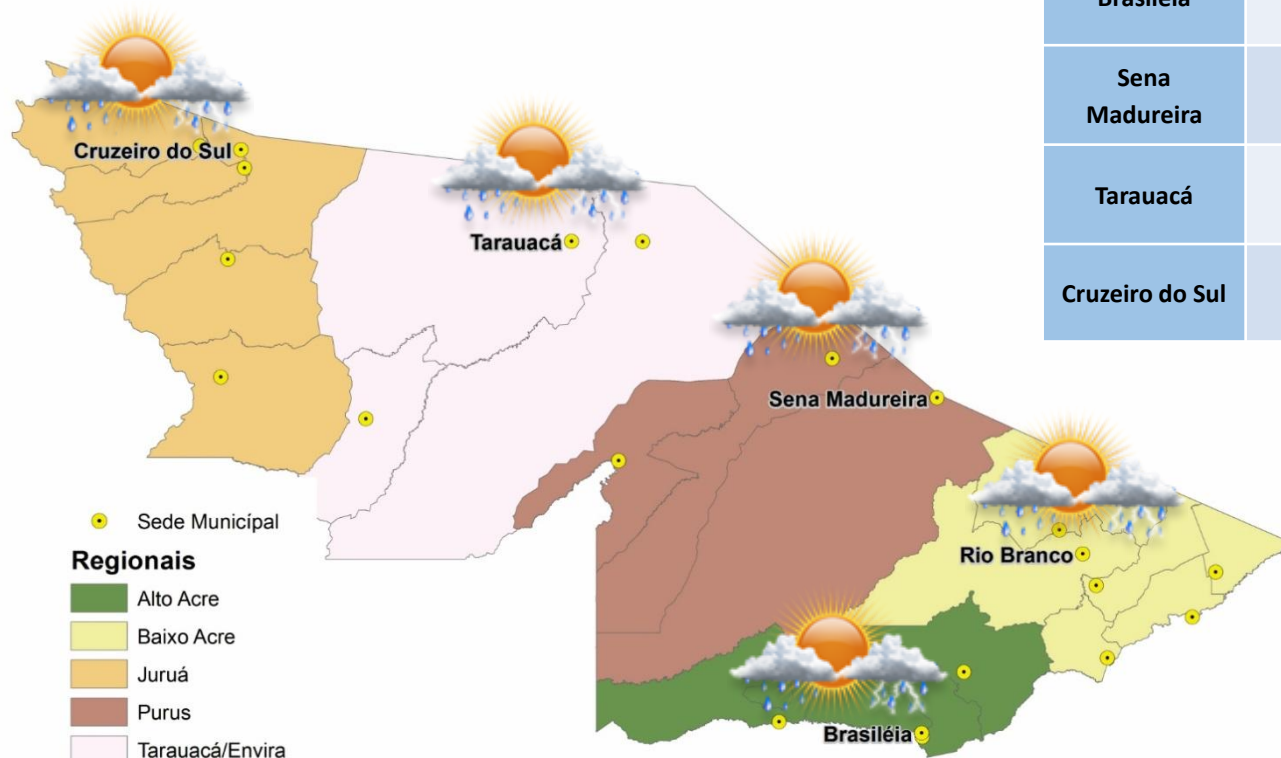 Brasiléia
Sena
Madureira
Tarauacá
Cruzeiro do Sul
Cruzeiro do Sul
Tarauacá
Sena Madureira
Rio Branco
Brasiléia
Sede Municípal
Regionais
Alto Acre
Baixo Acre
Juruá
Purus
Tarauacá/Envira